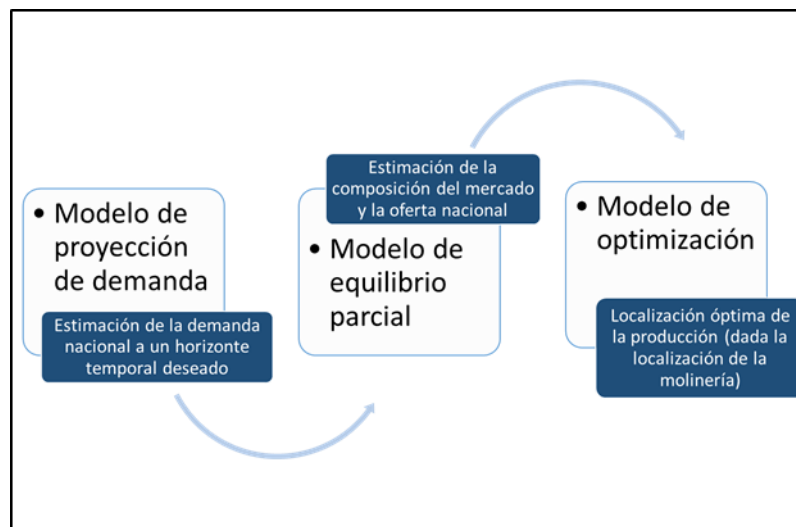 • Modelo de
proyección
de demanda
Estimación de la demanda
nacional a un horizonte
temporal deseado
Estimación de la
composición del mercado
y la oferta nacional
• Modelo de
equilibrio
parcial
• Modelo de
optimización
Localización óptima de
la producción (dada la
localización de la
molinería)